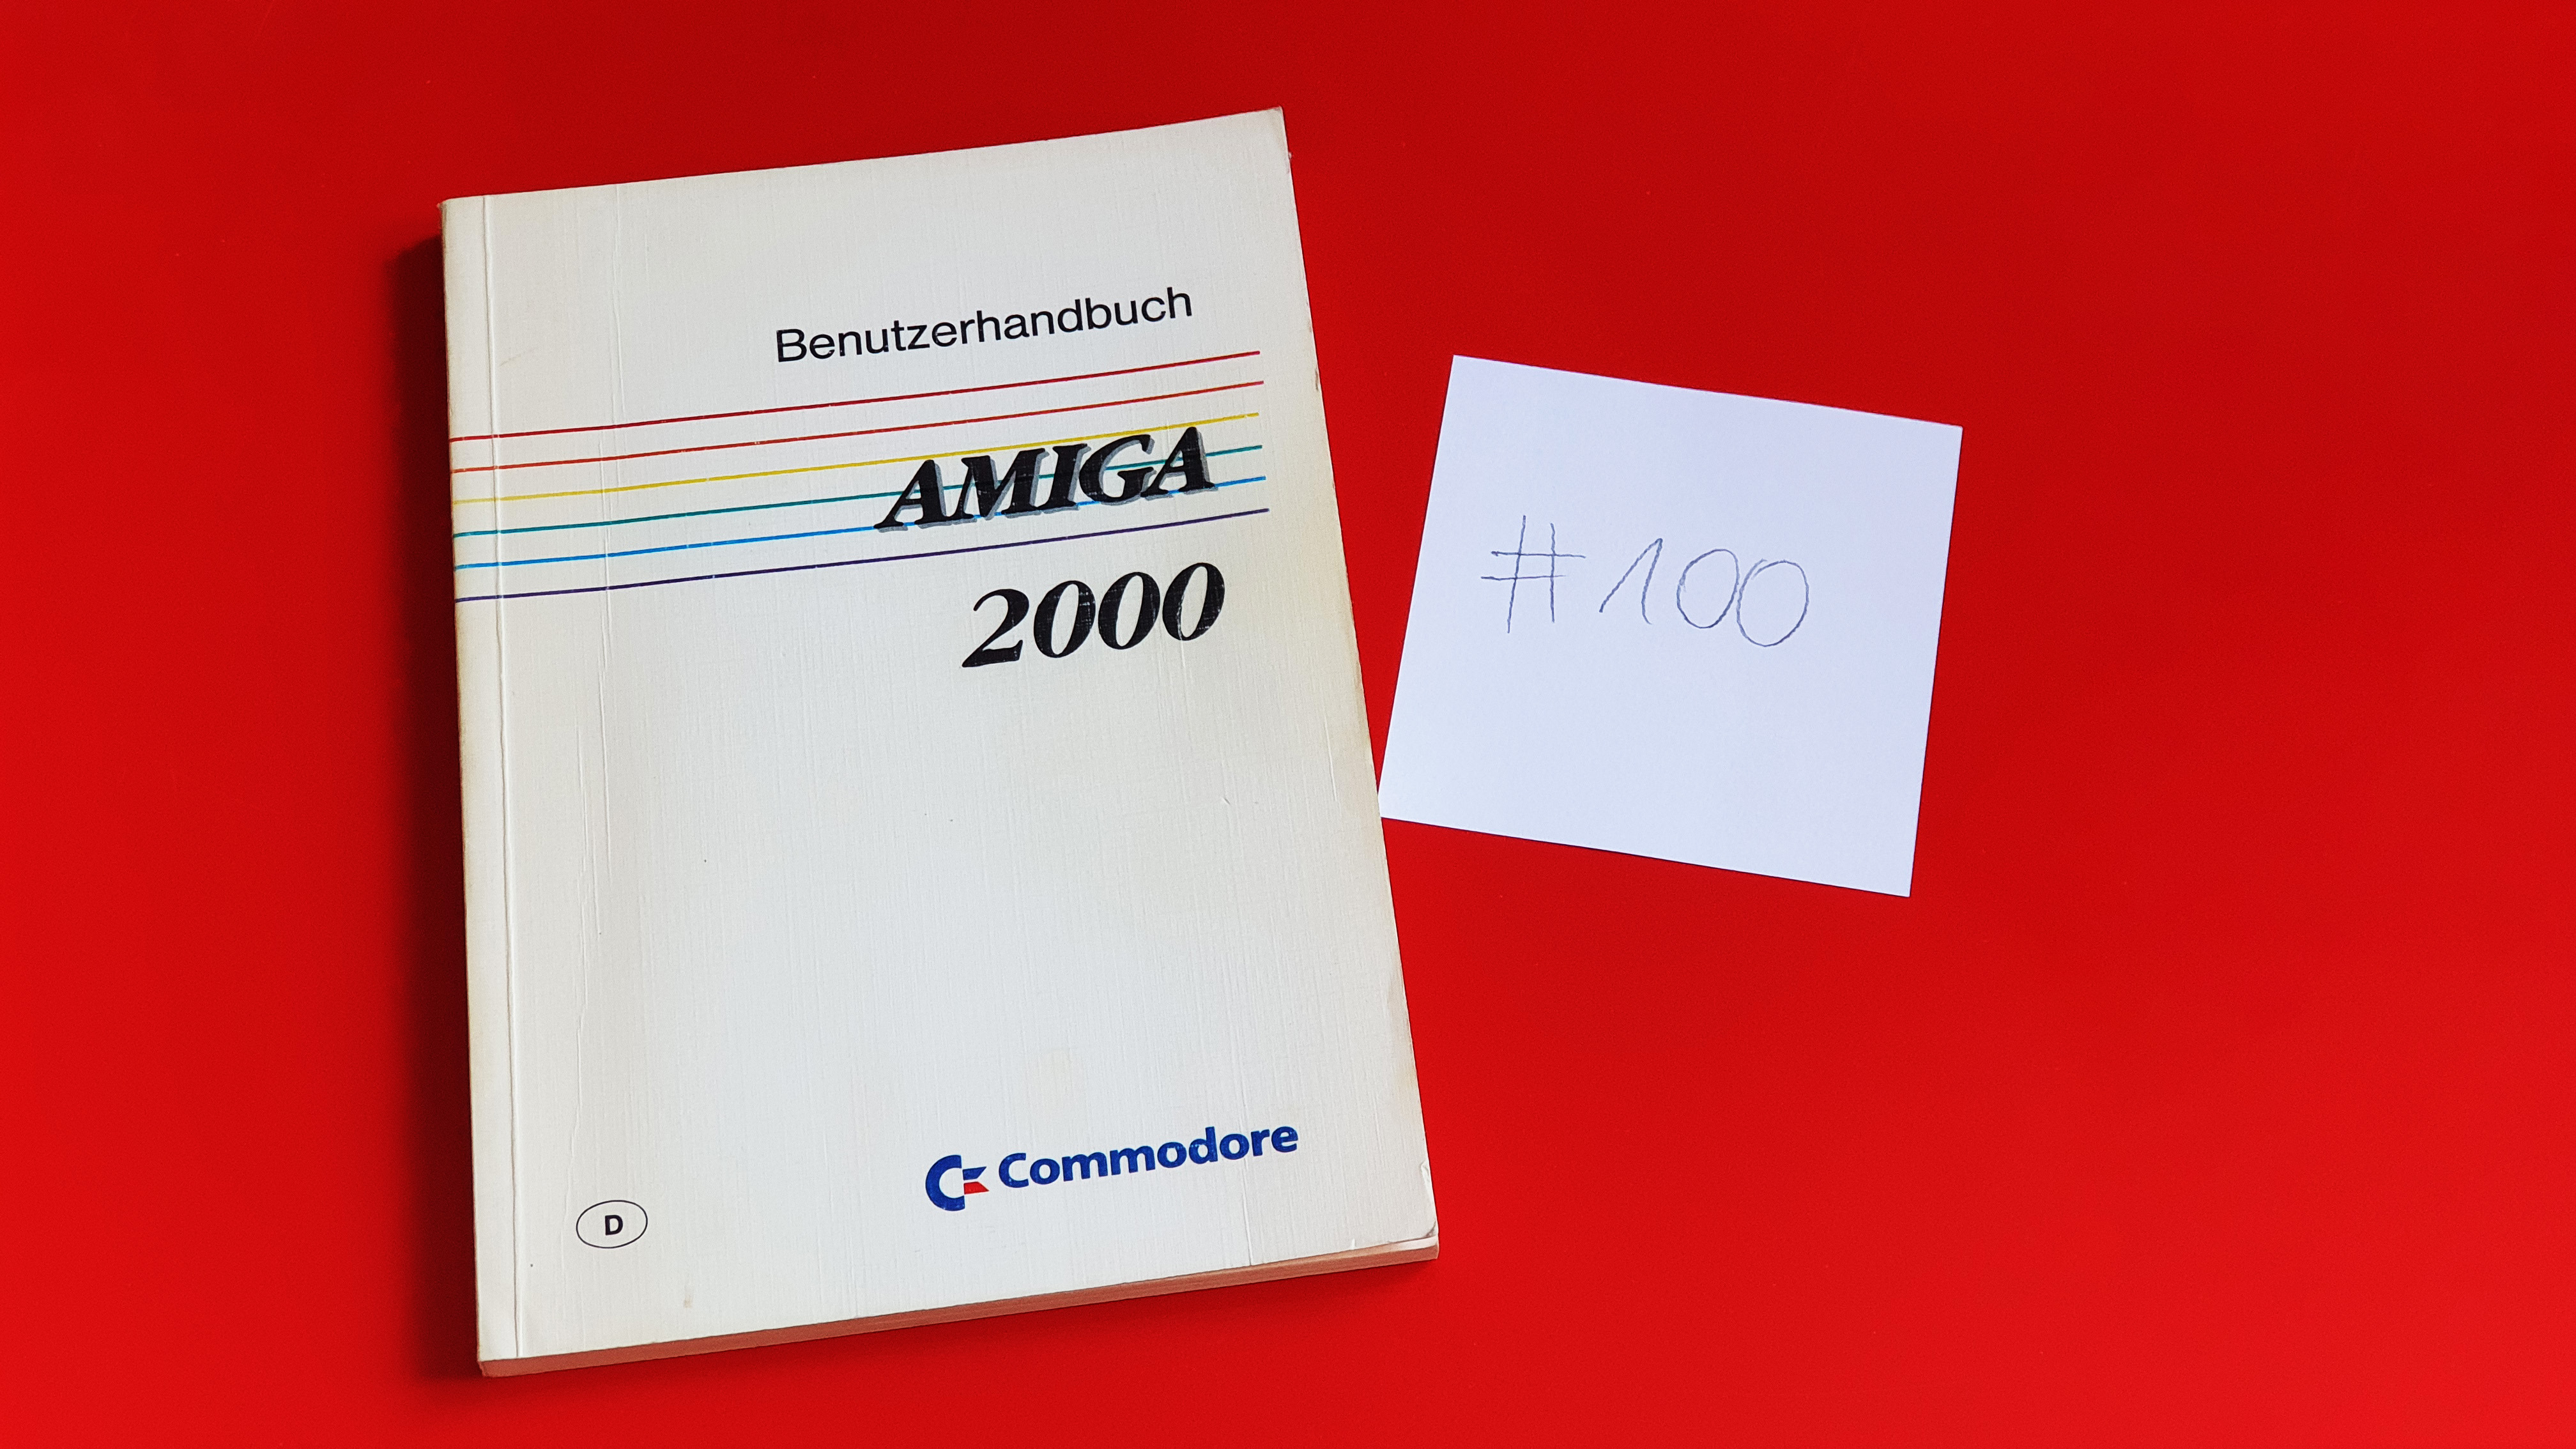 Benutzerhandbuch
AMIGA
2000
Commodore
D
#100